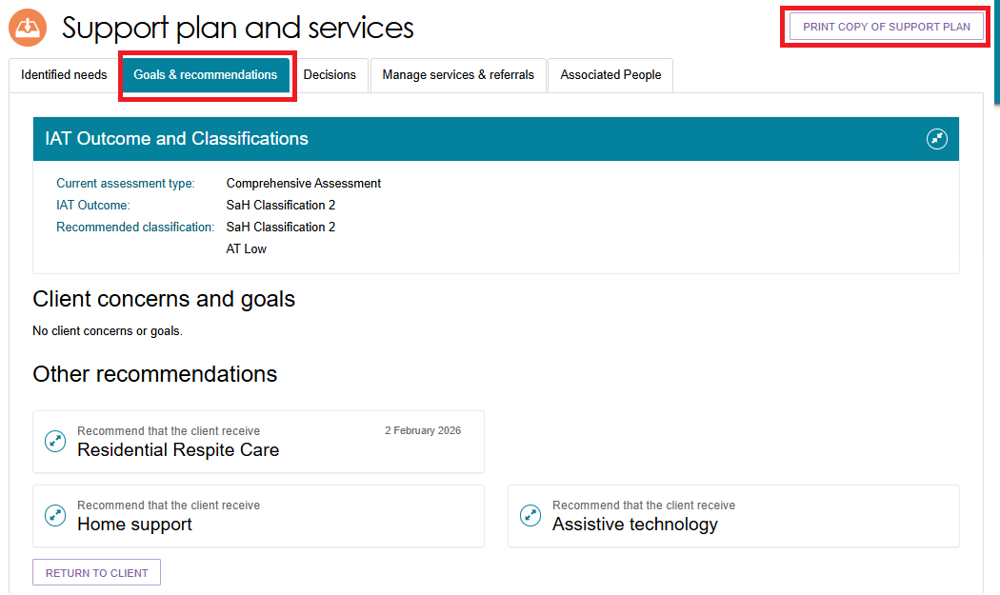 Support plan and services
PRINT COPY OF SUPPORT PLAN
Identified needs
Goals & recommendations
Decisions
Manage services & referrals
Associated People
IAT Outcome and Classifications
Current assessment type: Comprehensive Assessment
IAT Outcome: SaH Classification 2
Recommended classification: SaH Classification 2
AT Low
Client concerns and goals
No client concerns or goals.
Other recommendations
Recommend that the client receive
2 February 2026
Residential Respite Care
Recommend that the client receive
Home support
Recommend that the client receive
Assistive technology
RETURN TO CLIENT